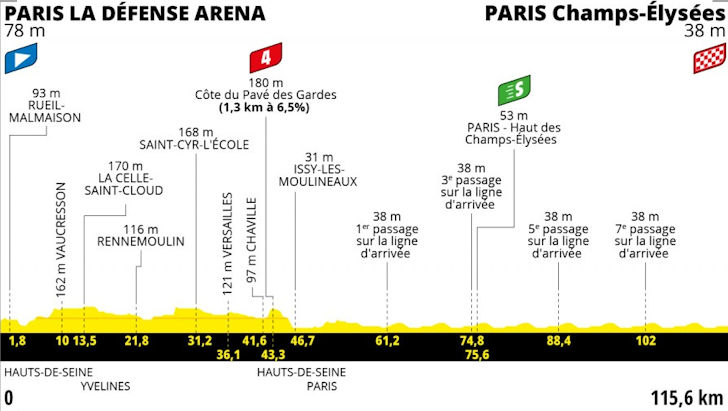 PARIS LA DÉFENSE ARENA
78 m
PARIS Champs-Élysées
38 m
93 m
RUEIL-
MALMAISON
162 m VAUCRESSON
170 m
LA CELLE-
SAINT-CLOUD
116 m
RENNEMOULIN
168 m
SAINT-CYR-L'ÉCOLE
121 m VERSAILLES
97 m CHAVILLE
4
180 m
Côte du Pavé des Gardes
(1,3 km à 6,5%)
31 m
ISSY-LES-
MOULINEAUX
38 m
1er passage
sur la ligne
d'arrivée
38 m
3e passage
sur la ligne
d'arrivée
S
53 m
PARIS - Haut des
Champs-Élysées
38 m
5e passage
sur la ligne
d'arrivée
38 m
7e passage
sur la ligne
d'arrivée
1,8 10 13,5 21,8 31,2 41,6 46,7 61,2 74,8 88,4 102
36,1 43,3 75,6
HAUTS-DE-SEINE HAUTS-DE-SEINE
YVELINES PARIS
0 115,6 km